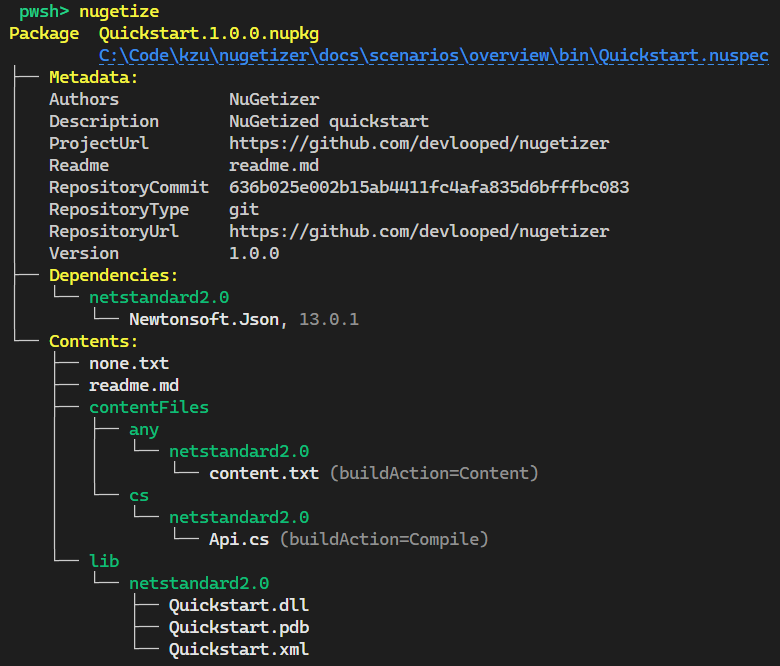 pwsh> nugetize
Package Quickstart.1.0.0.nupkg
C:\Code\kzu\nugetizer\docs\scenarios\overview\bin\Quickstart.nuspec
Metadata:
Authors NuGetizer
Description NuGetized quickstart
ProjectUrl https://github.com/devlooped/nugetizer
Readme readme.md
RepositoryCommit 636b025e002b15ab4411fc4afa835d6bfffbc083
RepositoryType git
RepositoryUrl https://github.com/devlooped/nugetizer
Version 1.0.0
Dependencies:
netstandard2.0
Newtonsoft.Json, 13.0.1
Contents:
none.txt
readme.md
contentFiles
any
netstandard2.0
content.txt (buildAction=Content)
cs
netstandard2.0
Api.cs (buildAction=Compile)
lib
netstandard2.0
Quickstart.dll
Quickstart.pdb
Quickstart.xml